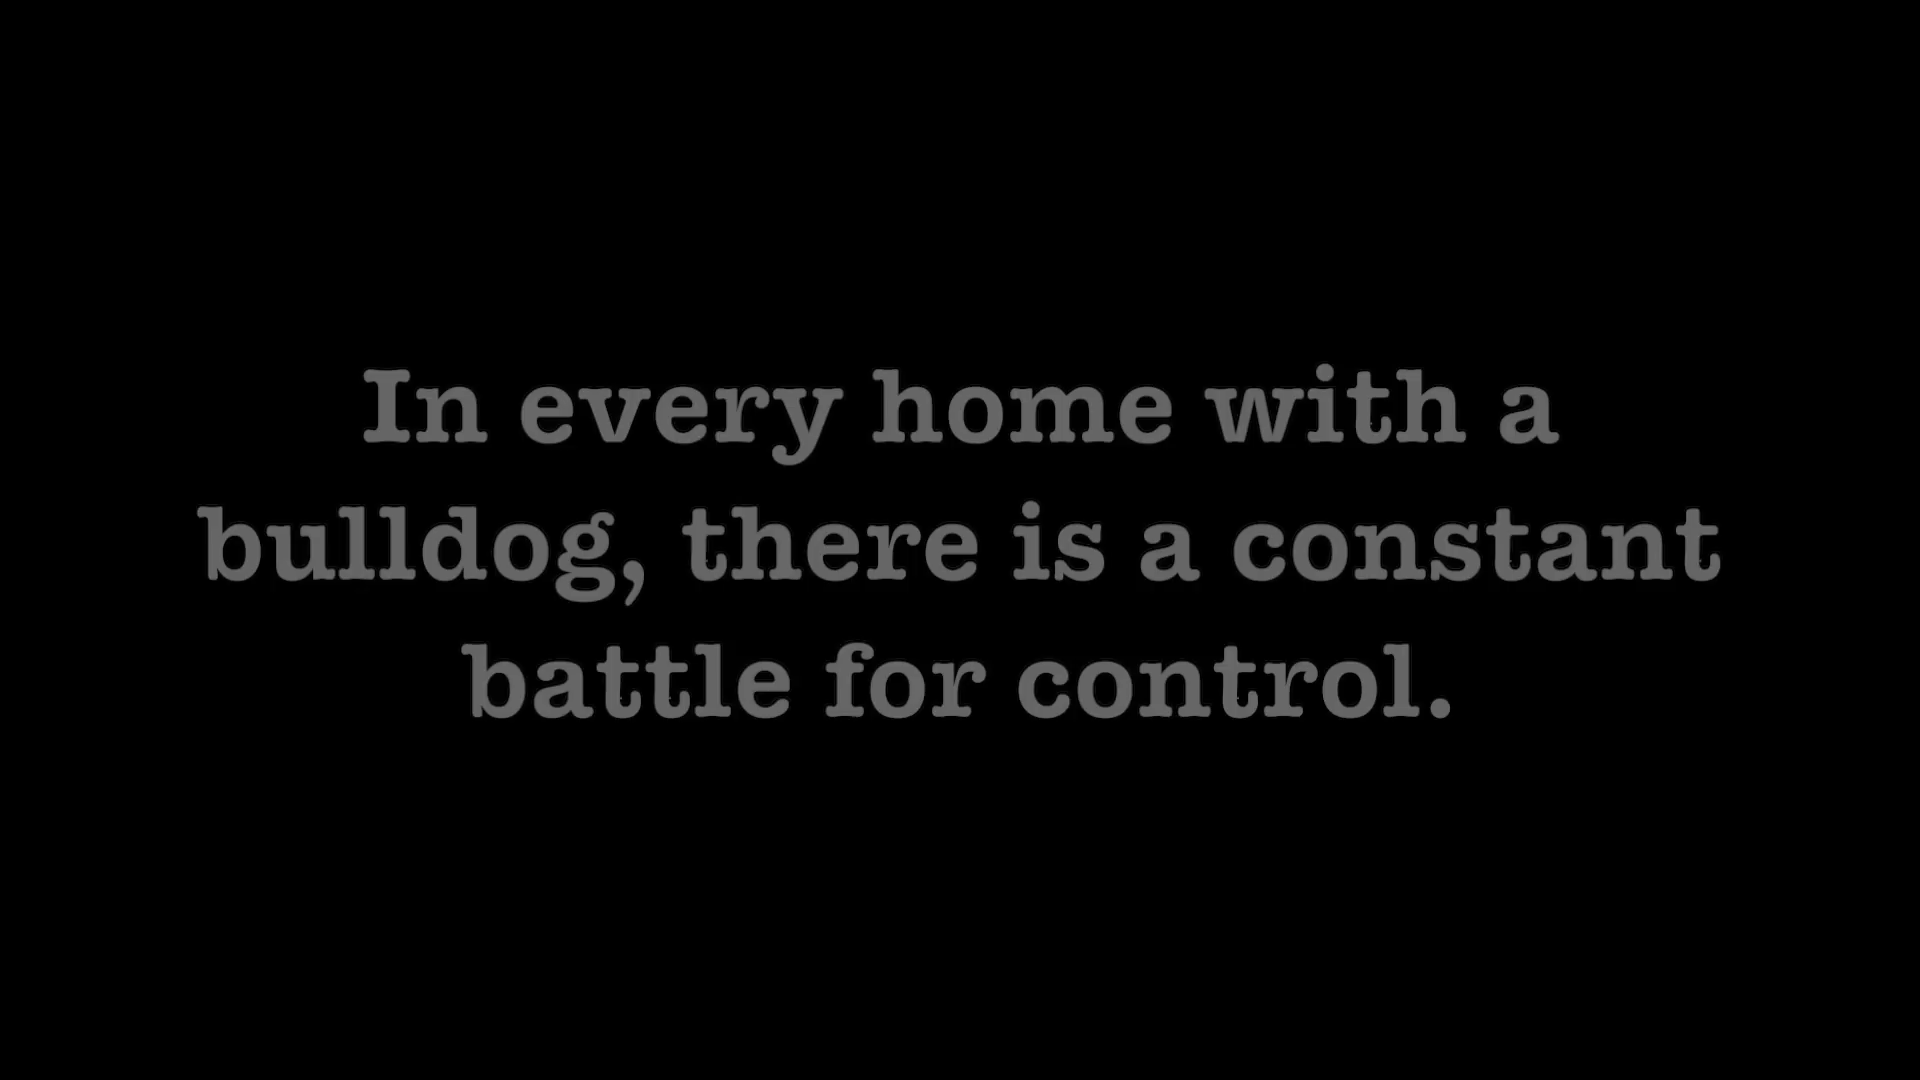 In every home with a
bulldog, there is a constant
battle for control.